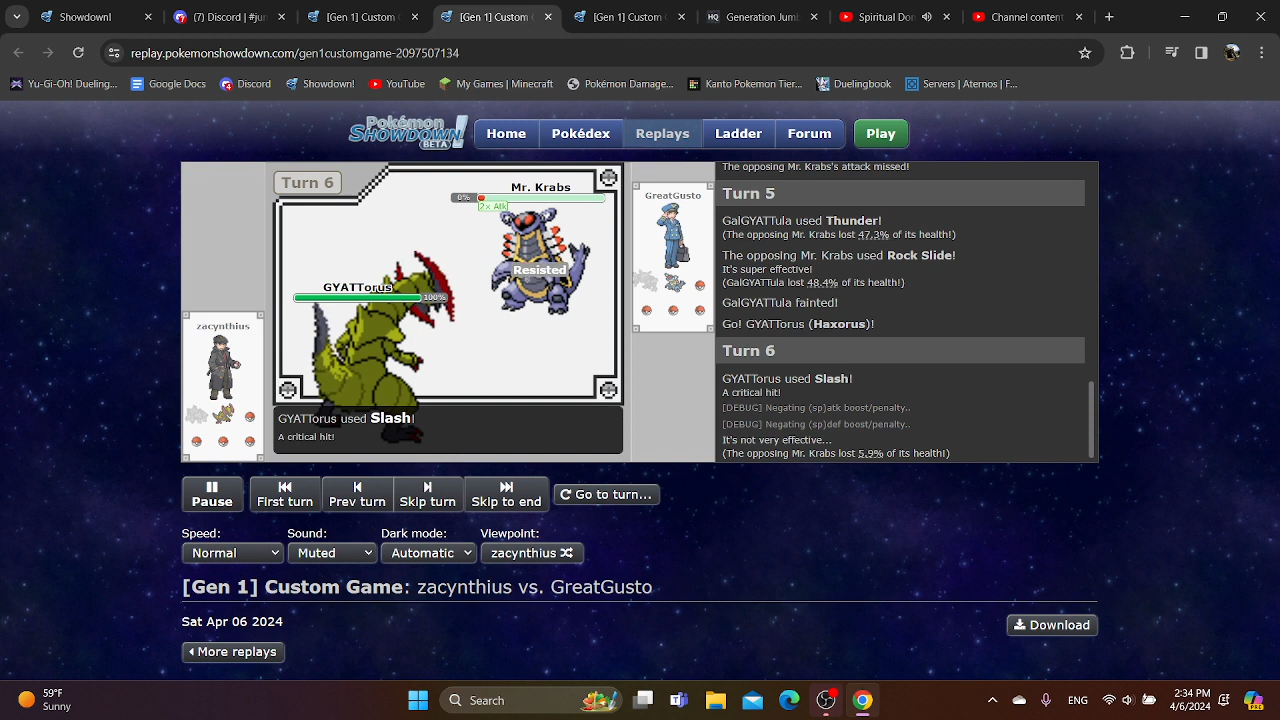 Showdown!
(7) Discord | #jur
[Gen 1] Custom G
[Gen 1] Custom G
[Gen 1] Custom G
HQ Generation Jumb
Spiritual Don
Channel content
replay.pokemonshowdown.com/gen1customgame-2097507134
Yu-Gi-Oh! Dueling...
Google Docs
Discord
Showdown!
YouTube
My Games | Minecraft
Pokémon Damage...
Kanto Pokemon Tier...
Duelingbook
Servers | Aternos | F...
Pokémon
SHOWDOWN!
BETA
Home
Pokédex
Replays
Ladder
Forum
Play
Turn 6
Mr. Krabs
0%
2× Atk
Resisted
GYATTorus
100%
zacynthius
GreatGusto
GYATTorus used Slash!
A critical hit!
The opposing Mr. Krabs's attack missed!
Turn 5
GalGYATTula used Thunder!
(The opposing Mr. Krabs lost 47.3% of its health!)
The opposing Mr. Krabs used Rock Slide!
It's super effective!
(GalGYATTula lost 48.4% of its health!)
GalGYATTula fainted!
Go! GYATTorus (Haxorus)!
Turn 6
GYATTorus used Slash!
A critical hit!
[DEBUG] Negating (sp)atk boost/penalty..
[DEBUG] Negating (sp)def boost/penalty..
It's not very effective...
(The opposing Mr. Krabs lost 5.9% of its health!)
Pause
First turn
Prev turn
Skip turn
Skip to end
Go to turn...
Speed:
Sound:
Dark mode:
Viewpoint:
Normal
Muted
Automatic
zacynthius
[Gen 1] Custom Game: zacynthius vs. GreatGusto
Sat Apr 06 2024
Download
More replays
59°F
Sunny
Search
ENG
2:34 PM
4/6/2024
PRE